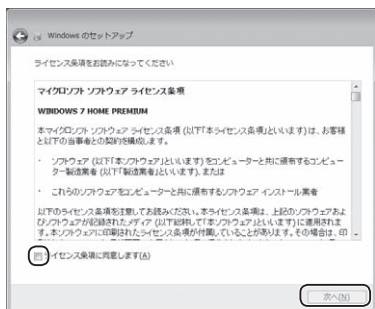 Windows のセットアップ
ライセンス条項をお読みになってください
マイクロソフト ソフトウェア ライセンス条項
WINDOWS 7 HOME PREMIUM
本マイクロソフト ソフトウェア ライセンス条項 (以下「本ライセンス条項」といいます) は、お客様
と以下の当事者との契約を構成します。
・ ソフトウェア (以下「本ソフトウェア」といいます) をコンピューターと共に頒布するコンピュー
ター製造業者 (以下「製造業者」といいます)、または
・ これらのソフトウェアをコンピューターと共に頒布するソフトウェア インストール業者
以下のライセンス条項を注意してお読みください。本ライセンス条項は、上記のソフトウェアおよ
びソフトウェアが記録されたメディア (以下総称して「本ソフトウェア」といいます) に適用されま
す。本ソフトウェアに印刷されたライセンス条項が付属していることがあります。その場合は、印
ライセンス条項に同意します(A)
次へ(N)